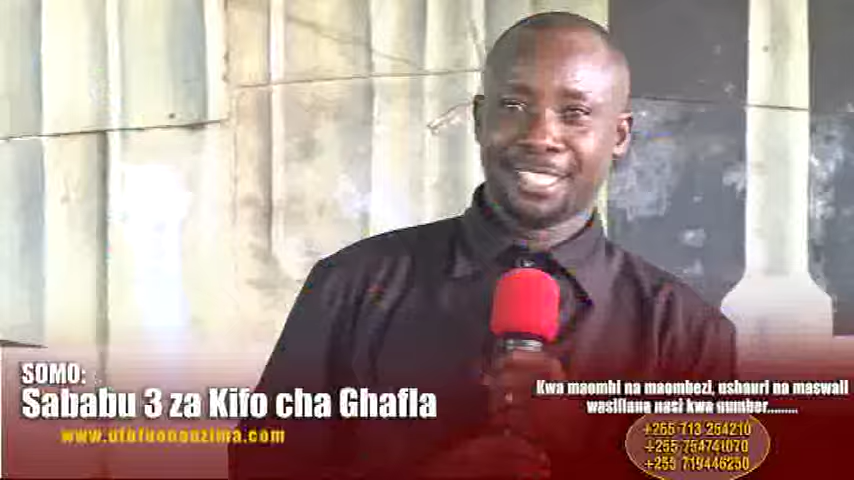 SOMO:
Sababu 3 za Kifo cha Ghafla
www.ufufuonauzima.com
Kwa maombi na maombezi, ushauri na maswali
wasiliana nasi kwa number.........
+255 713 254210
+255 754741070
+255 719446250